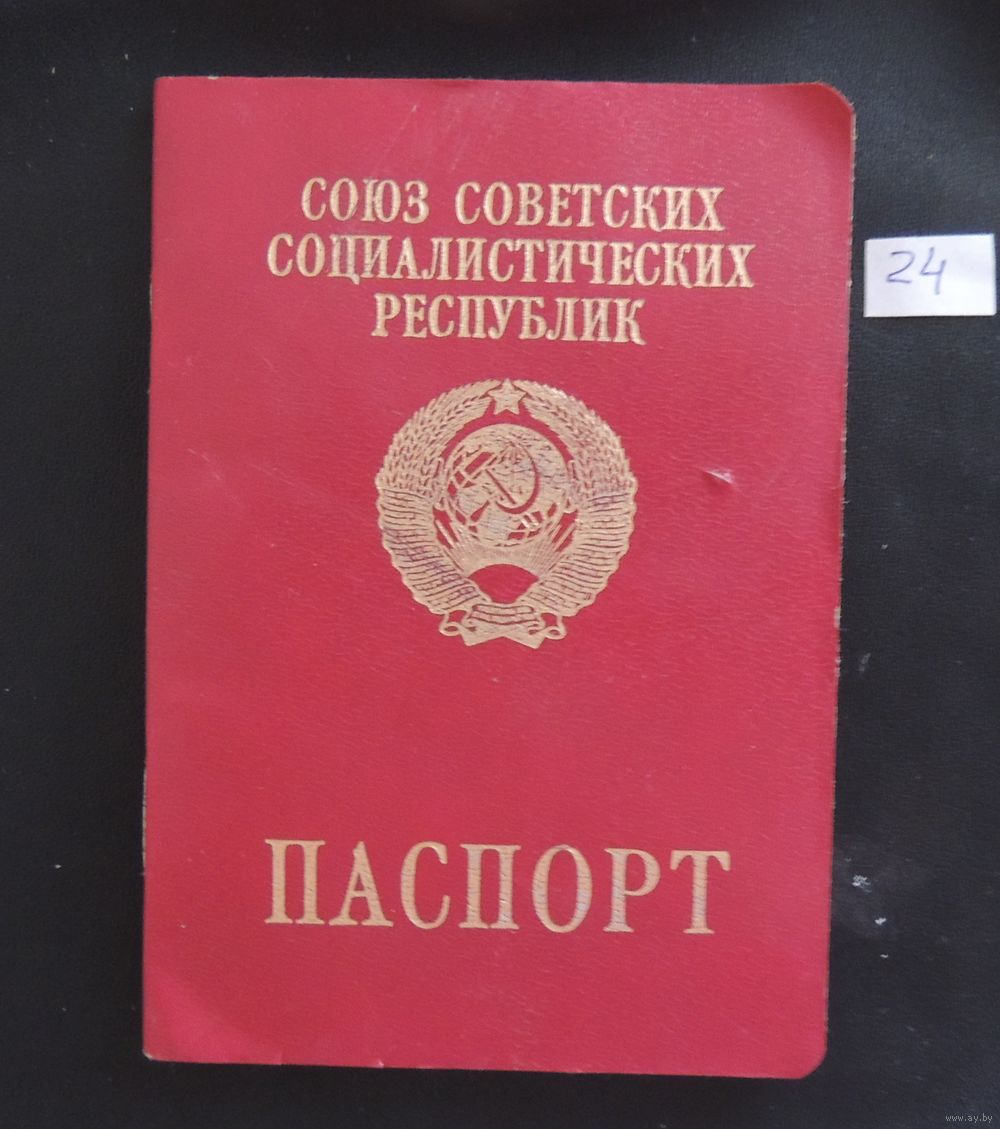 СОЮЗ СОВЕТСКИХ
СОЦИАЛИСТИЧЕСКИХ
РЕСПУБЛИК
24
ПАСПОРТ
www.ay.by